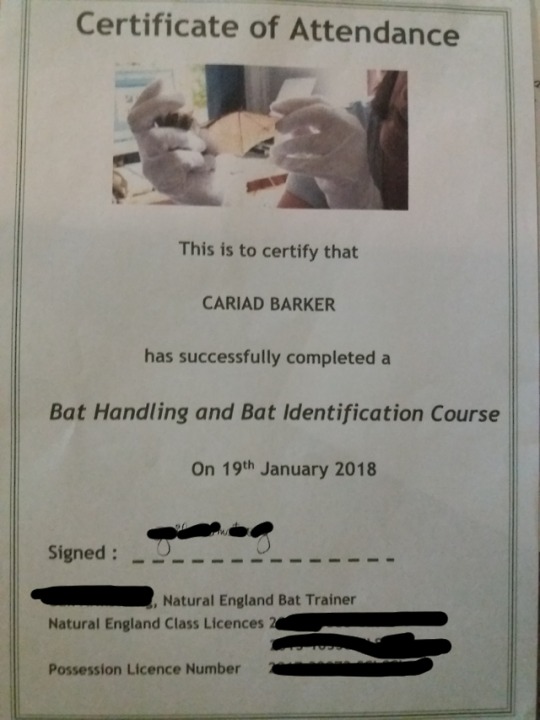 Certificate of Attendance
This is to certify that
CARIAD BARKER
has successfully completed a
Bat Handling and Bat Identification Course
On 19th January 2018
Signed :
, Natural England Bat Trainer
Natural England Class Licences 2
Possession Licence Number